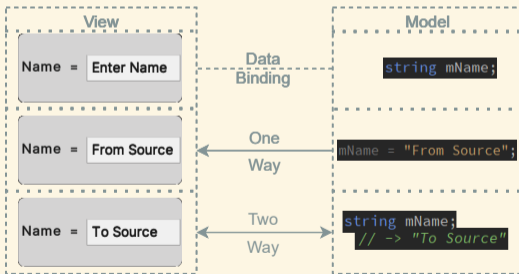 View
Model
Name = Enter Name
Data
Binding
string mName;
Name = From Source
One
Way
mName = "From Source";
Name = To Source
Two
Way
string mName;
// -> "To Source"